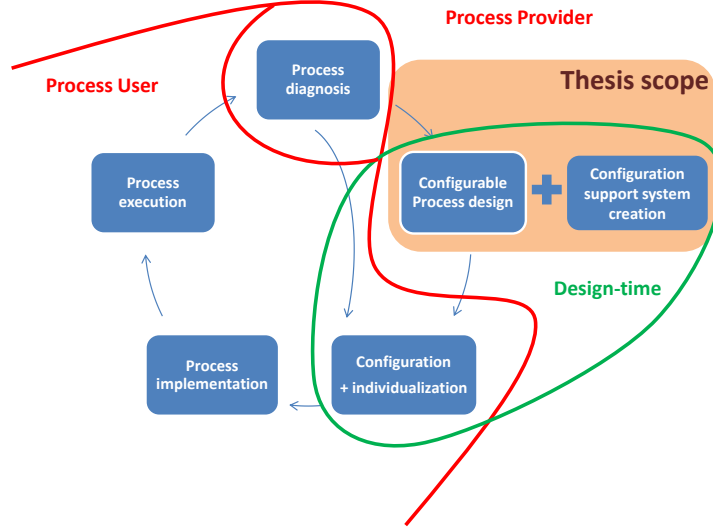 Process Provider
Process User
Process
diagnosis
Thesis scope
Process
execution
Configurable
Process design
Configuration
support system
creation
Design-time
Process
implementation
Configuration
+ individualization